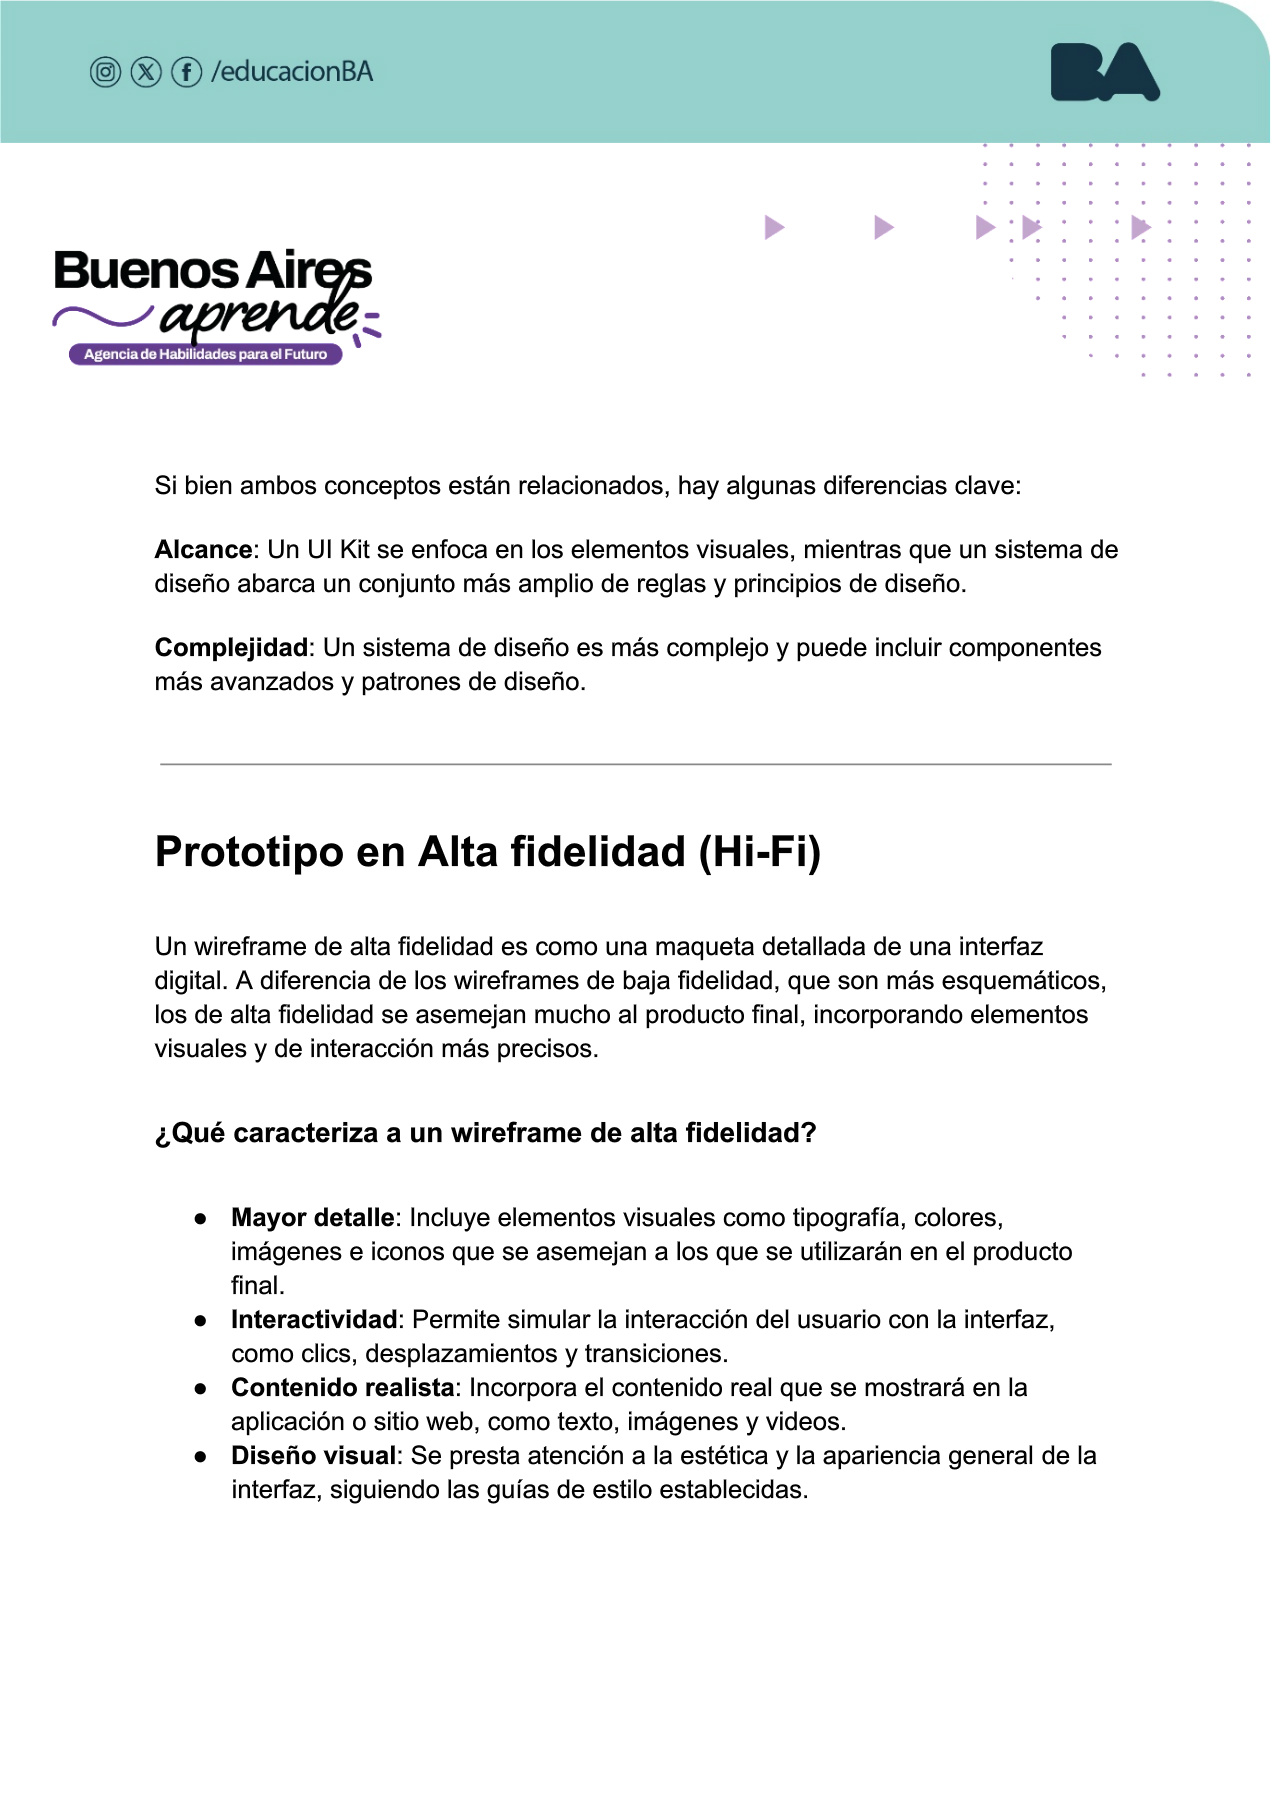 /educacionBA
BA
Buenos Aires
aprende
Agencia de Habilidades para el Futuro
Si bien ambos conceptos están relacionados, hay algunas diferencias clave:
Alcance: Un UI Kit se enfoca en los elementos visuales, mientras que un sistema de
diseño abarca un conjunto más amplio de reglas y principios de diseño.
Complejidad: Un sistema de diseño es más complejo y puede incluir componentes
más avanzados y patrones de diseño.
Prototipo en Alta fidelidad (Hi-Fi)
Un wireframe de alta fidelidad es como una maqueta detallada de una interfaz
digital. A diferencia de los wireframes de baja fidelidad, que son más esquemáticos,
los de alta fidelidad se asemejan mucho al producto final, incorporando elementos
visuales y de interacción más precisos.
¿Qué caracteriza a un wireframe de alta fidelidad?
● Mayor detalle: Incluye elementos visuales como tipografía, colores,
imágenes e iconos que se asemejan a los que se utilizarán en el producto
final.
● Interactividad: Permite simular la interacción del usuario con la interfaz,
como clics, desplazamientos y transiciones.
● Contenido realista: Incorpora el contenido real que se mostrará en la
aplicación o sitio web, como texto, imágenes y videos.
● Diseño visual: Se presta atención a la estética y la apariencia general de la
interfaz, siguiendo las guías de estilo establecidas.